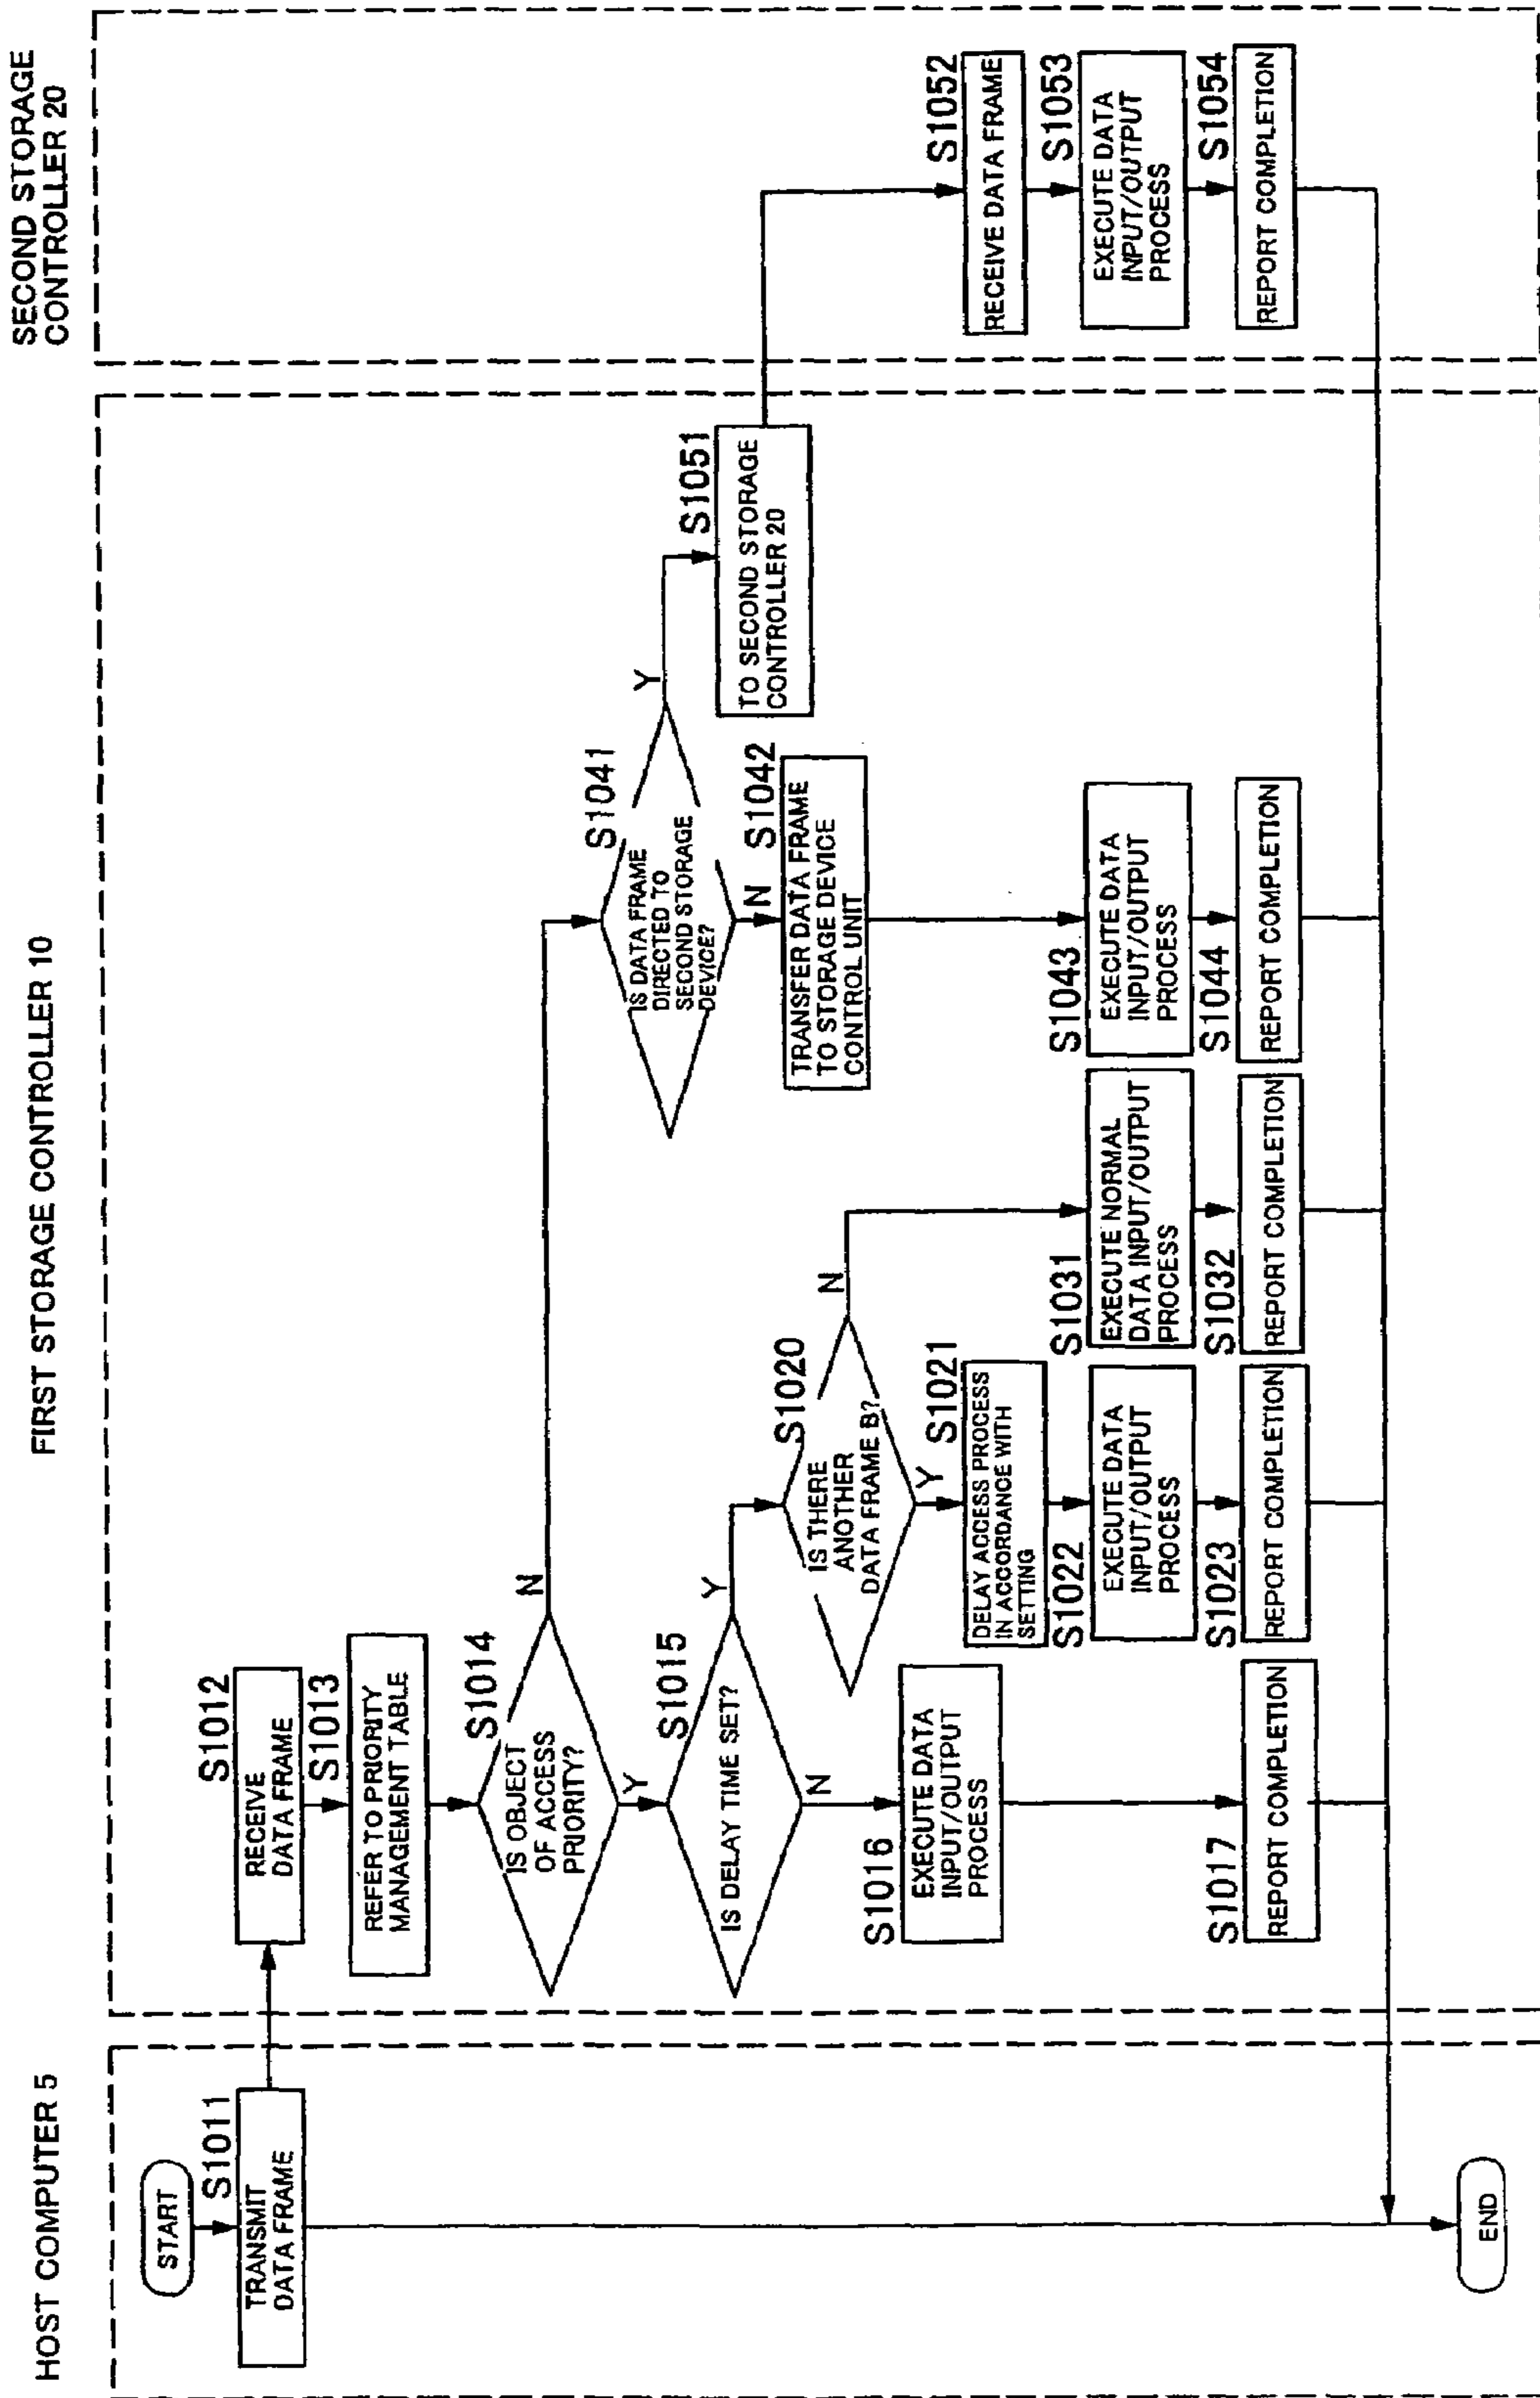 HOST COMPUTER 5
START
S1011
TRANSMIT
DATA FRAME
END
FIRST STORAGE CONTROLLER 10
S1012
RECEIVE
DATA FRAME
S1013
REFER TO PRIORITY
MANAGEMENT TABLE
S1014
IS OBJECT
OF ACCESS
PRIORITY?
N
Y
S1015
IS DELAY TIME SET?
Y
N
S1016
EXECUTE DATA
INPUT/OUTPUT
PROCESS
S1017
REPORT COMPLETION
S1020
IS THERE
ANOTHER
DATA FRAME B?
N
Y
S1021
DELAY ACCESS PROCESS
IN ACCORDANCE WITH
SETTING
S1022
EXECUTE DATA
INPUT/OUTPUT
PROCESS
S1023
REPORT COMPLETION
S1031
EXECUTE NORMAL
DATA INPUT/OUTPUT
PROCESS
S1032
REPORT COMPLETION
S1041
IS DATA FRAME
DIRECTED TO
SECOND STORAGE
DEVICE?
Y
N
S1042
TRANSFER DATA FRAME
TO STORAGE DEVICE
CONTROL UNIT
S1043
EXECUTE DATA
INPUT/OUTPUT
PROCESS
S1044
REPORT COMPLETION
S1051
TO SECOND STORAGE
CONTROLLER 20
SECOND STORAGE
CONTROLLER 20
S1052
RECEIVE DATA FRAME
S1053
EXECUTE DATA
INPUT/OUTPUT
PROCESS
S1054
REPORT COMPLETION